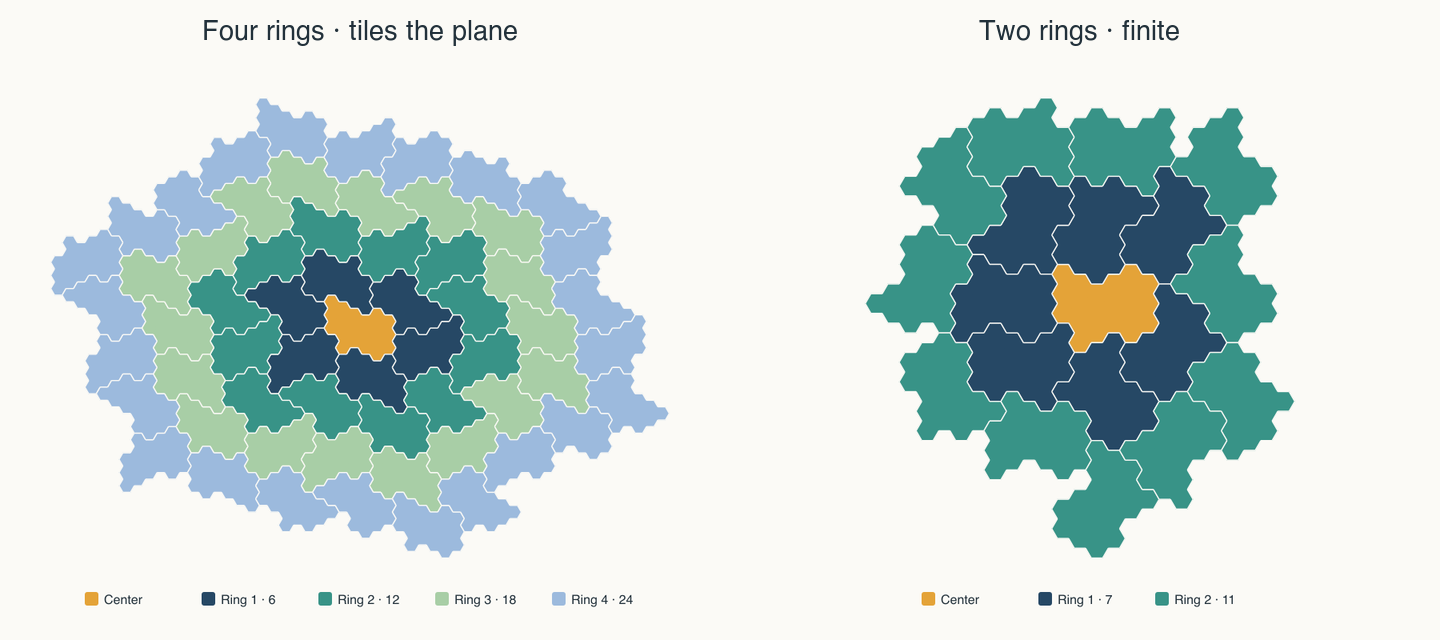 Four rings · tiles the plane
Two rings · finite
Center
Ring 1 · 6
Ring 2 · 12
Ring 3 · 18
Ring 4 · 24
Center
Ring 1 · 7
Ring 2 · 11